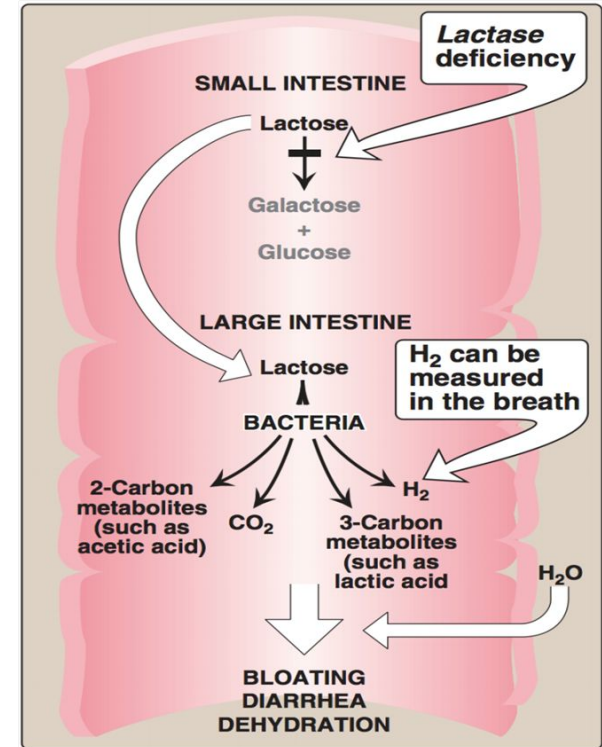 Lactase
deficiency
SMALL INTESTINE
Lactose
Galactose
+
Glucose
LARGE INTESTINE
Lactose
H₂ can be
measured
in the breath
BACTERIA
2-Carbon
metabolites
(such as
acetic acid)
CO₂
3-Carbon
metabolites
(such as
lactic acid
H₂
H₂O
BLOATING
DIARRHEA
DEHYDRATION